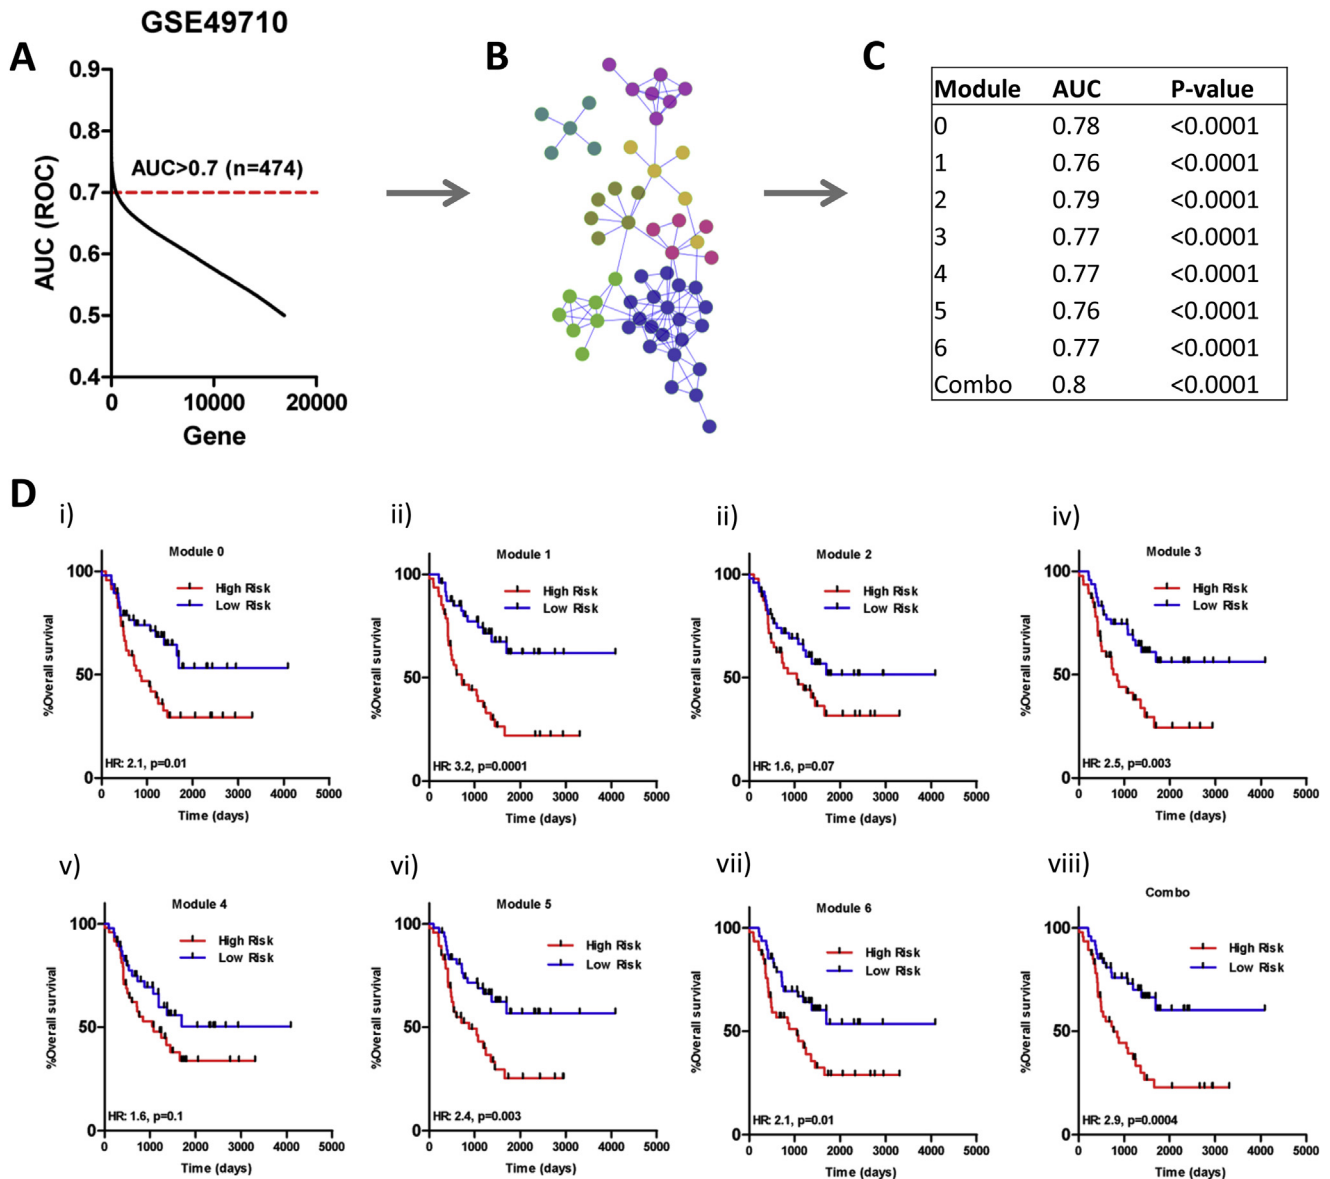 GSE49710
A
B
C
0.9
0.8
0.7
0.6
0.5
0.4
AUC (ROC)
AUC>0.7 (n=474)
0 10000 20000
Gene
Module AUC P-value
0 0.78 <0.0001
1 0.76 <0.0001
2 0.79 <0.0001
3 0.77 <0.0001
4 0.77 <0.0001
5 0.76 <0.0001
6 0.77 <0.0001
Combo 0.8 <0.0001
D
i)
Module 0
High Risk
Low Risk
100
50
0
%Overall survival
HR: 2.1, p=0.01
0 1000 2000 3000 4000 5000
Time (days)
ii)
Module 1
High Risk
Low Risk
100
50
0
%Overall survival
HR: 3.2, p=0.0001
0 1000 2000 3000 4000 5000
Time (days)
ii)
Module 2
High Risk
Low Risk
100
50
0
%Overall survival
HR: 1.6, p=0.07
0 1000 2000 3000 4000 5000
Time (days)
iv)
Module 3
High Risk
Low Risk
100
50
0
%Overall survival
HR: 2.5, p=0.003
0 1000 2000 3000 4000 5000
Time (days)
v)
Module 4
High Risk
Low Risk
100
50
0
%Overall survival
HR: 1.6, p=0.1
0 1000 2000 3000 4000 5000
Time (days)
vi)
Module 5
High Risk
Low Risk
100
50
0
%Overall survival
HR: 2.4, p=0.003
0 1000 2000 3000 4000 5000
Time (days)
vii)
Module 6
High Risk
Low Risk
100
50
0
%Overall survival
HR: 2.1, p=0.01
0 1000 2000 3000 4000 5000
Time (days)
viii)
Combo
High Risk
Low Risk
100
50
0
%Overall survival
HR: 2.9, p=0.0004
0 1000 2000 3000 4000 5000
Time (days)